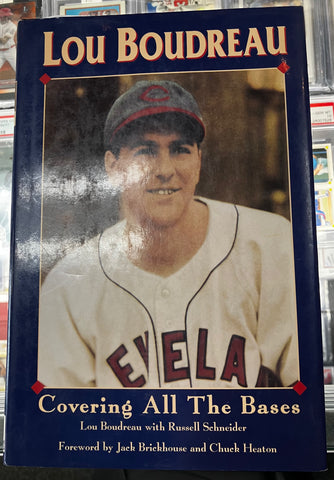 LOU BOUDREAU
C
EVELA
Covering All The Bases
Lou Boudreau with Russell Schneider
Foreword by Jack Brickhouse and Chuck Heaton